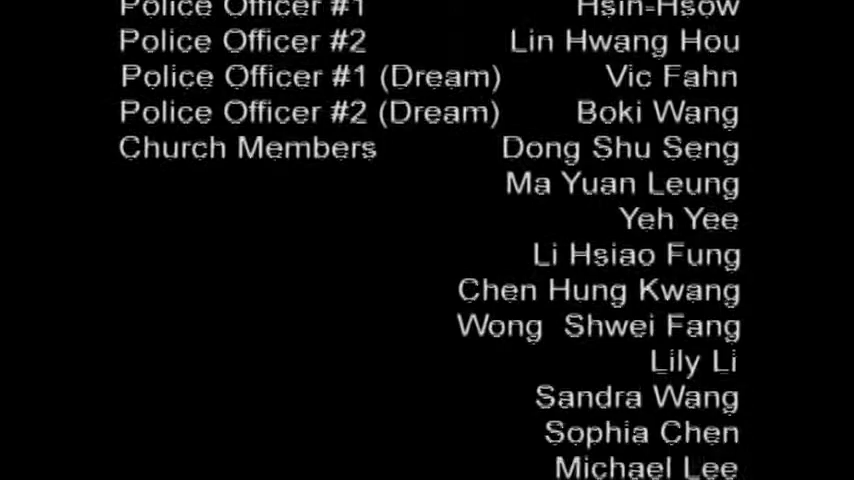 Police Officer #1 Hsin-Hsow
Police Officer #2 Lin Hwang Hou
Police Officer #1 (Dream) Vic Fahn
Police Officer #2 (Dream) Boki Wang
Church Members Dong Shu Seng
Ma Yuan Leung
Yeh Yee
Li Hsiao Fung
Chen Hung Kwang
Wong Shwei Fang
Lily Li
Sandra Wang
Sophia Chen
Michael Lee